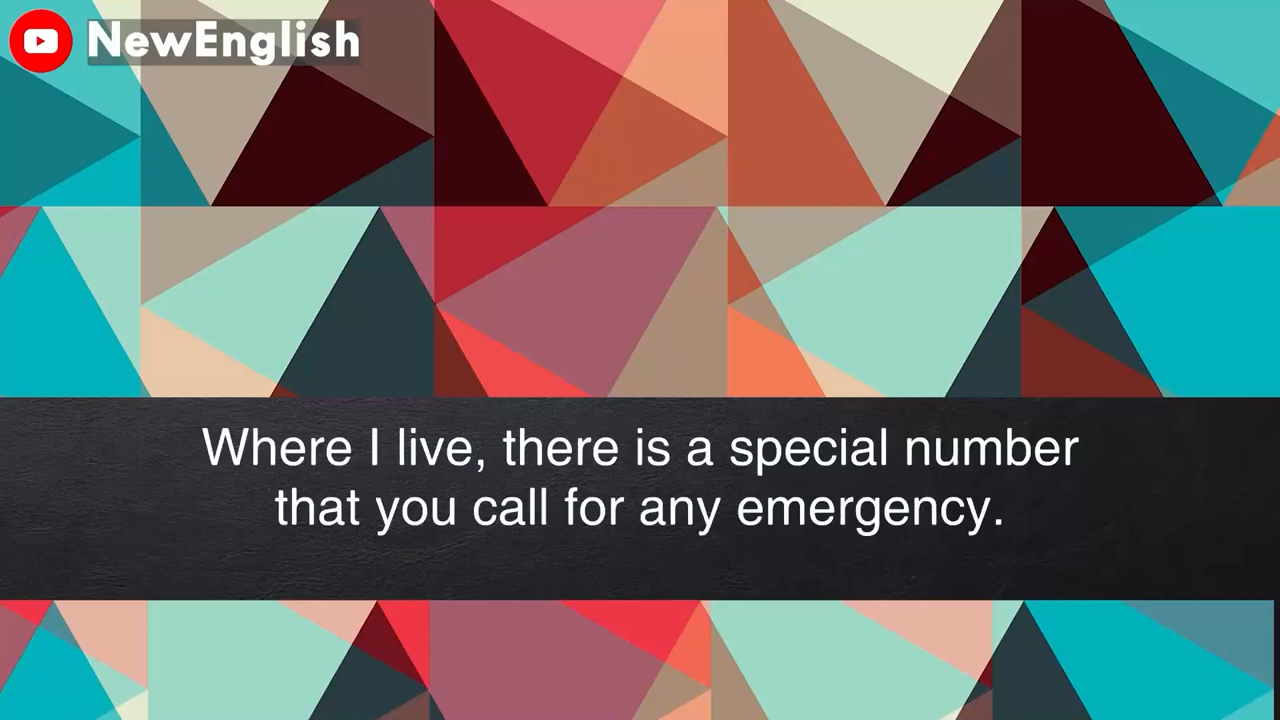 NewEnglish
Where I live, there is a special number
that you call for any emergency.